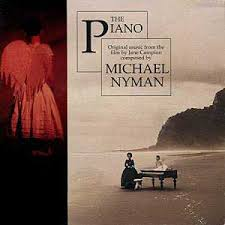 THE
PIANO
Original music from the
film by Jane Campion
composed by
MICHAEL
NYMAN